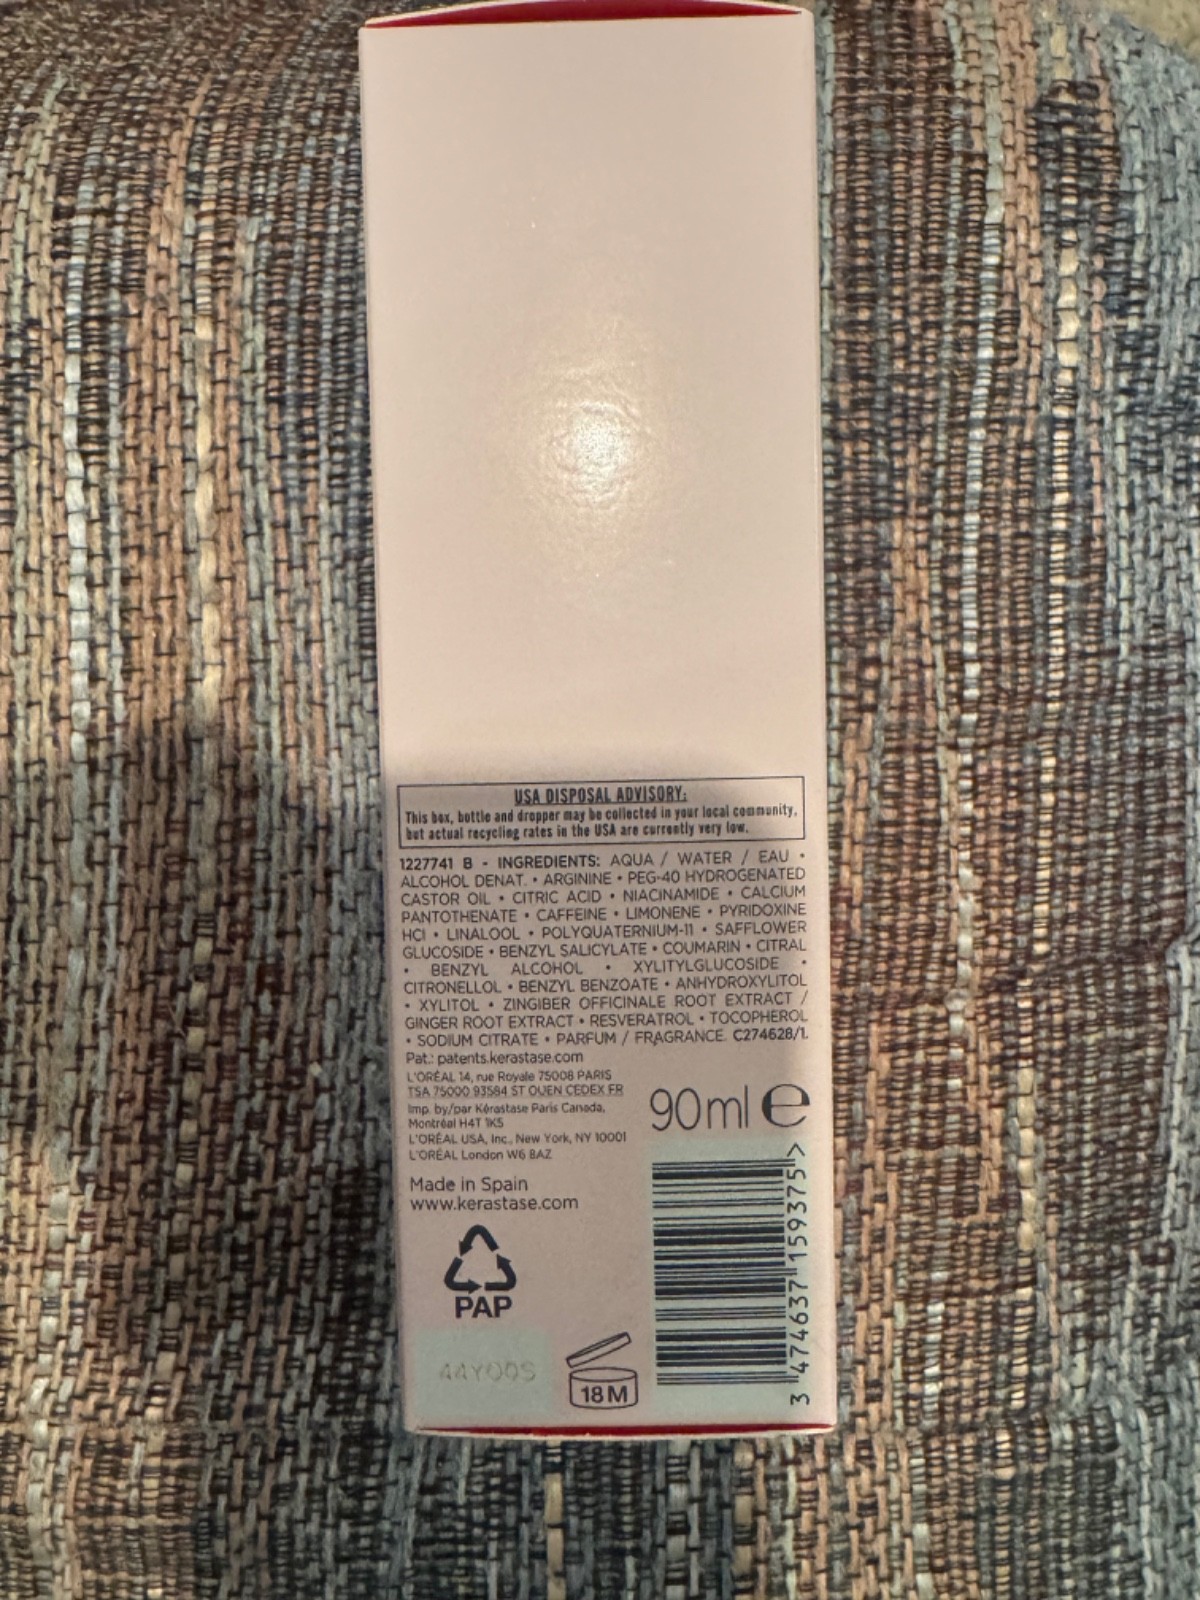 USA DISPOSAL ADVISORY:
This box, bottle and dropper may be collected in your local community,
but actual recycling rates in the USA are currently very low.
1227741 B - INGREDIENTS: AQUA / WATER / EAU •
ALCOHOL DENAT. • ARGININE • PEG-40 HYDROGENATED
CASTOR OIL • CITRIC ACID • NIACINAMIDE • CALCIUM
PANTOTHENATE • CAFFEINE • LIMONENE • PYRIDOXINE
HCI • LINALOOL • POLYQUATERNIUM-11 • SAFFLOWER
GLUCOSIDE • BENZYL SALICYLATE • COUMARIN • CITRAL
• BENZYL ALCOHOL • XYLITYLGLUCOSIDE •
CITRONELLOL • BENZYL BENZOATE • ANHYDROXYLITOL
• XYLITOL • ZINGIBER OFFICINALE ROOT EXTRACT /
GINGER ROOT EXTRACT • RESVERATROL • TOCOPHEROL
• SODIUM CITRATE • PARFUM / FRAGRANCE. C274628/1.
Pat.: patents.kerastase.com
L'ORÉAL 14, rue Royale 75008 PARIS
TSA 75000 93584 ST OUEN CEDEX FR
Imp. by/par Kérastase Paris Canada,
Montréal H4T 1K5
L'ORÉAL USA, Inc., New York, NY 10001
L'ORÉAL London W6 8AZ
90ml e
Made in Spain
www.kerastase.com
PAP
44Y00S
18M
3 474637 159375 >